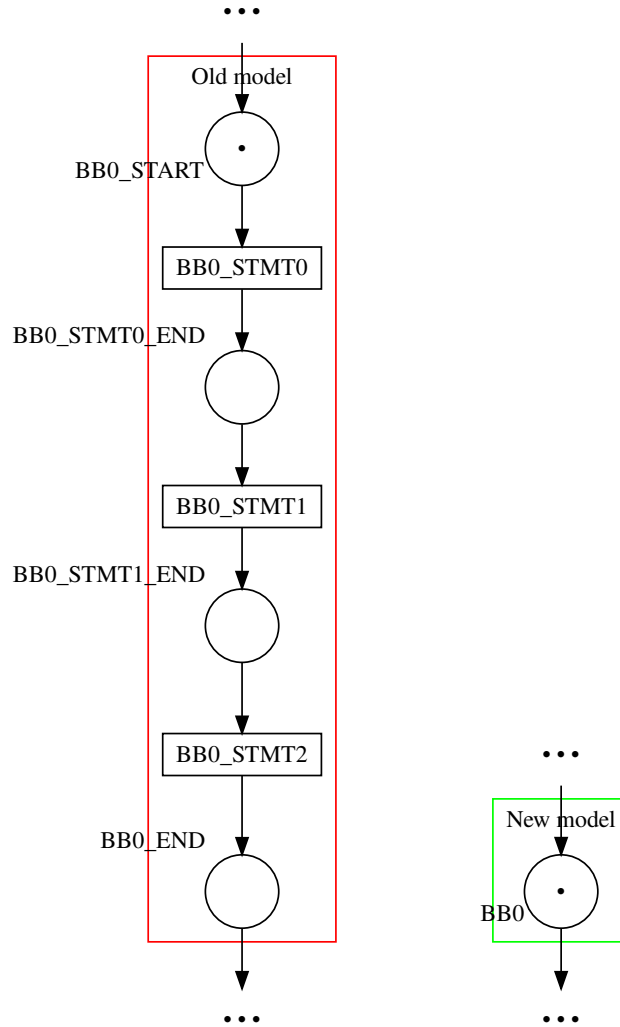 ...
Old model
BB0_START
BB0_STMT0
BB0_STMT0_END
BB0_STMT1
BB0_STMT1_END
BB0_STMT2
BB0_END
...
...
New model
BB0
...